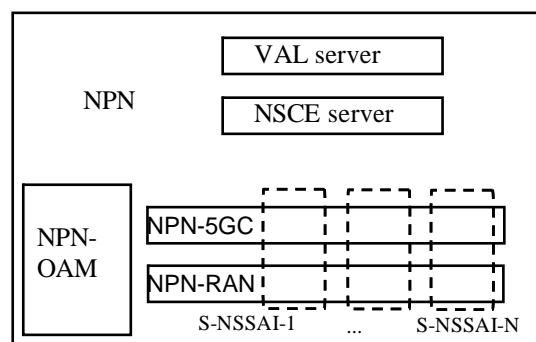 VAL server
NPN
NSCE server
NPN-
OAM
NPN-5GC
NPN-RAN
S-NSSAI-1 ... S-NSSAI-N